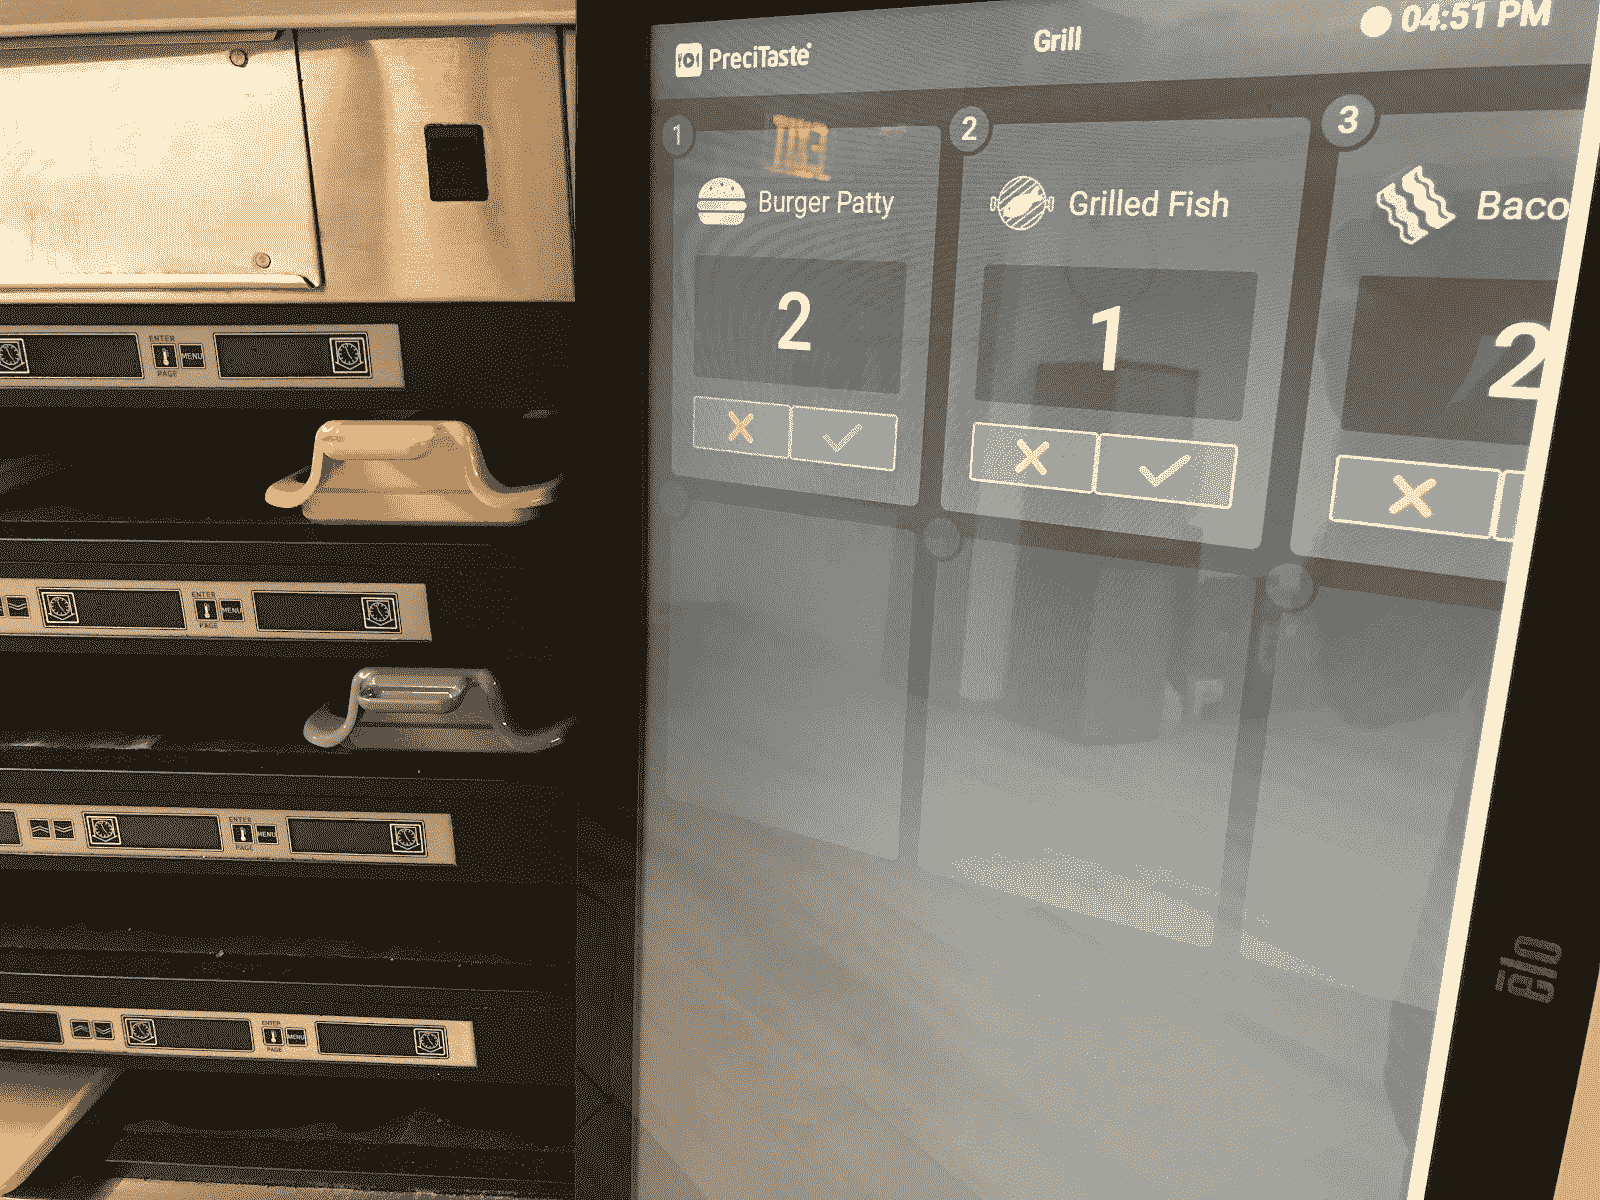 PreciTaste
Grill
04:51 PM
1
Burger Patty
2
2
Grilled Fish
1
3
Baco
2
ENTER
MENU
PAGE
ENTER
MENU
PAGE
ENTER
MENU
PAGE
ENTER
MENU
PAGE
elo